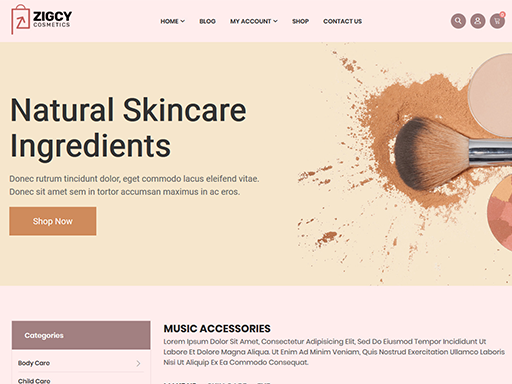 ZIGCY
COSMETICS
HOME BLOG MY ACCOUNT SHOP CONTACT US
Natural Skincare
Ingredients
Donec rutrum tincidunt dolor, eget commodo lacus eleifend vitae.
Donec sit amet sem in tortor accumsan maximus in ac eros.
Shop Now
Categories
Body Care
Child Care
MUSIC ACCESSORIES
Lorem Ipsum Dolor Sit Amet, Consectetur Adipisicing Elit, Sed Do Eiusmod Tempor Incididunt Ut
Labore Et Dolore Magna Aliqua. Ut Enim Ad Minim Veniam, Quis Nostrud Exercitation Ullamco Laboris
Nisi Ut Aliquip Ex Ea Commodo Consequat.